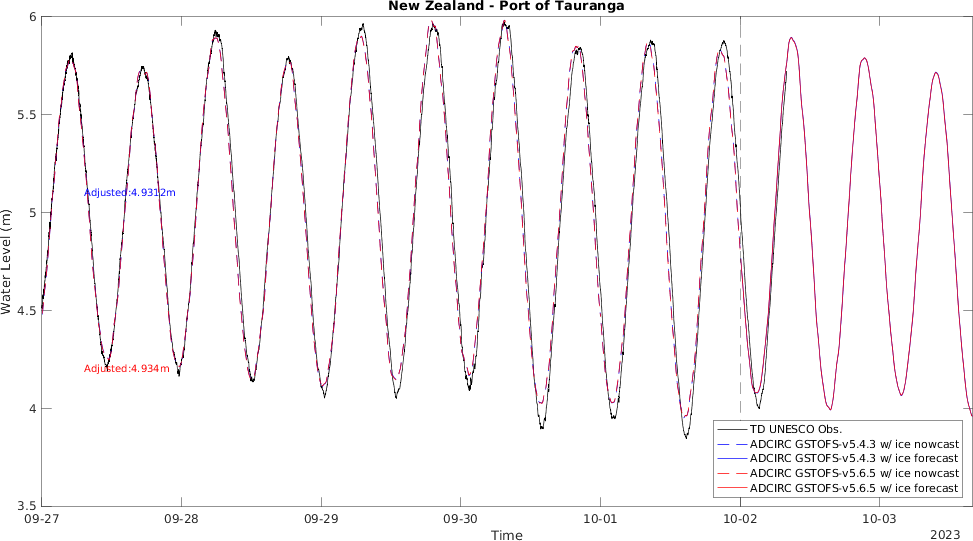 New Zealand - Port of Tauranga
6
5.5
5
4.5
4
3.5
Water Level (m)
Adjusted:4.9312m
Adjusted:4.934m
TD UNESCO Obs.
ADCIRC GSTOFS-v5.4.3 w/ ice nowcast
ADCIRC GSTOFS-v5.4.3 w/ ice forecast
ADCIRC GSTOFS-v5.6.5 w/ ice nowcast
ADCIRC GSTOFS-v5.6.5 w/ ice forecast
09-27 09-28 09-29 09-30 10-01 10-02 10-03
Time
2023